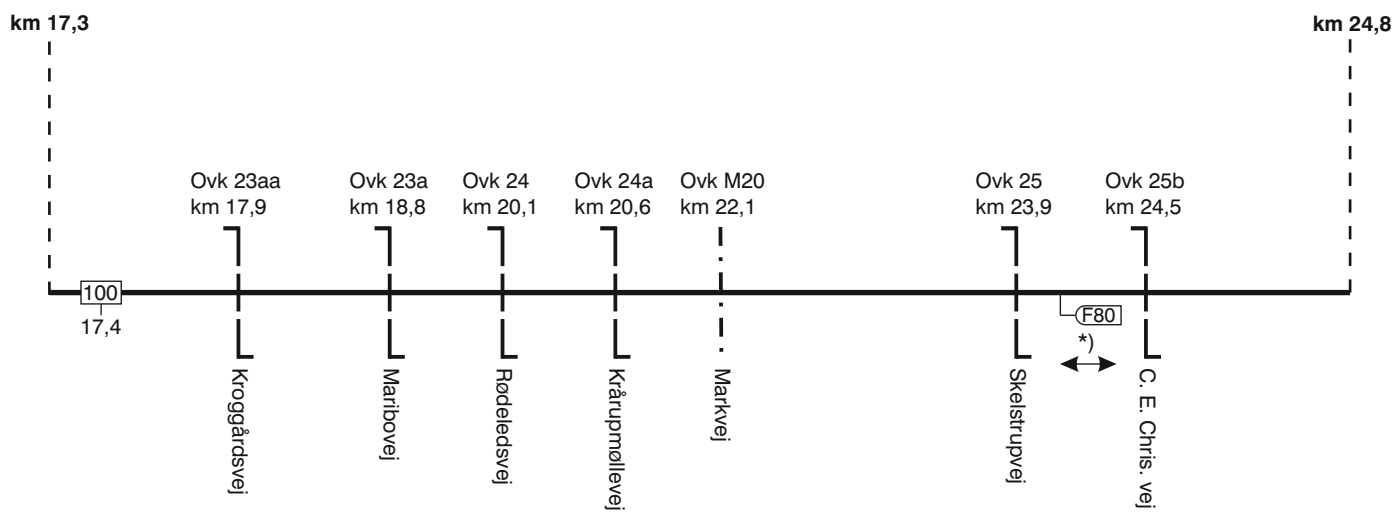 km 17,3
km 24,8
Ovk 23aa
km 17,9
Ovk 23a
km 18,8
Ovk 24
km 20,1
Ovk 24a
km 20,6
Ovk M20
km 22,1
Ovk 25
km 23,9
Ovk 25b
km 24,5
100
17,4
F80
*)
Kroggårdsvej
Maribovej
Rødeledsvej
Krårupmøllevej
Markvej
Skelstrupvej
C. E. Chris. vej